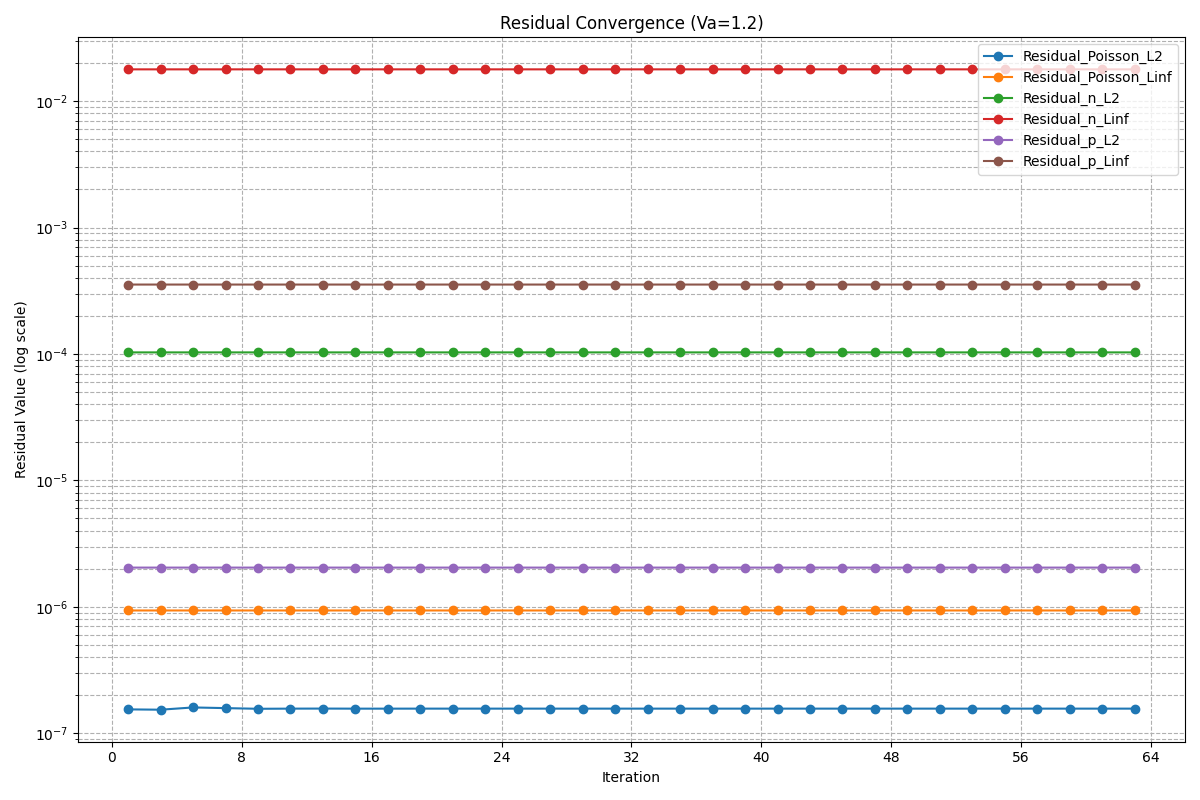 Residual Convergence (Va=1.2)
Residual_Poisson_L2
Residual_Poisson_Linf
Residual_n_L2
Residual_n_Linf
Residual_p_L2
Residual_p_Linf
Residual Value (log scale)
10⁻²
10⁻³
10⁻⁴
10⁻⁵
10⁻⁶
10⁻⁷
0 8 16 24 32 40 48 56 64
Iteration